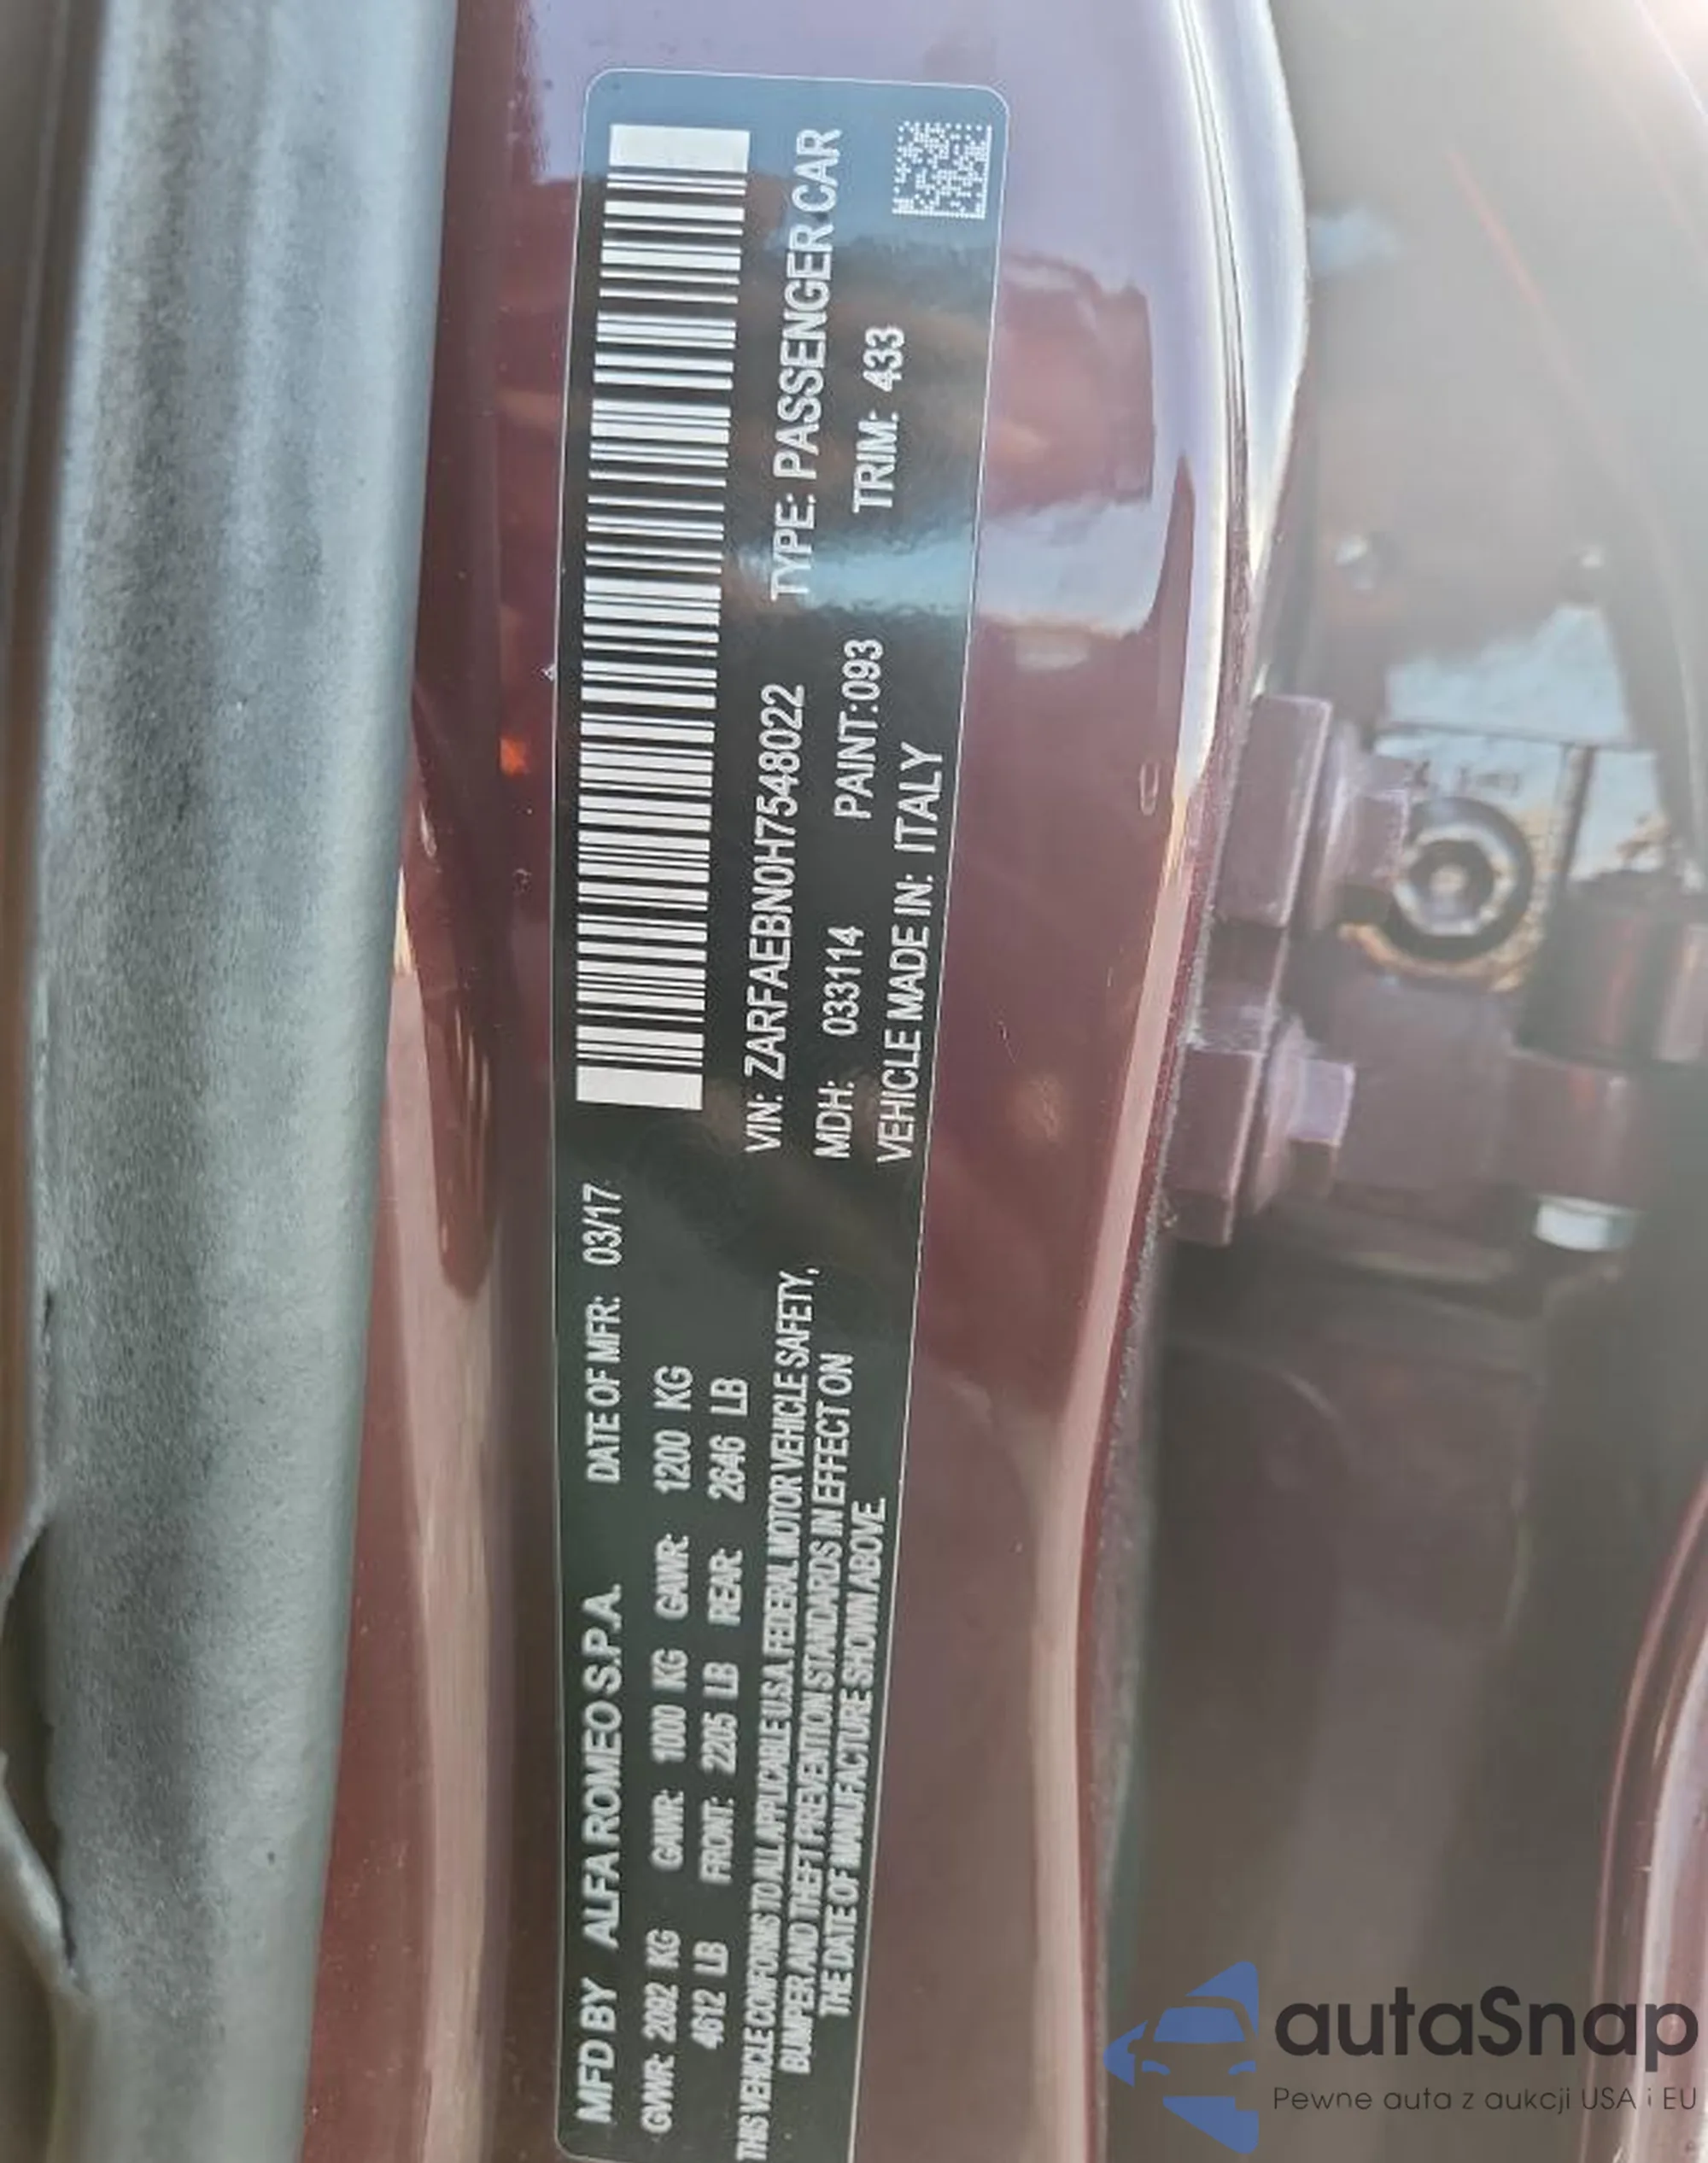 MFD BY ALFA ROMEO S.P.A. DATE OF MFR: 03/17
GVWR: 2092 KG GAWR: 1000 KG GAWR: 1200 KG
4612 LB FRONT: 2205 LB REAR: 2646 LB
THIS VEHICLE CONFORMS TO ALL APPLICABLE U.S.A. FEDERAL MOTOR VEHICLE SAFETY,
BUMPER AND THEFT PREVENTION STANDARDS IN EFFECT ON
THE DATE OF MANUFACTURE SHOWN ABOVE.
VIN: ZARFAEBN0H7548022 TYPE: PASSENGER CAR
MDH: 033114 PAINT:093 TRIM: 433
VEHICLE MADE IN: ITALY
autaSnap
Pewne auta z aukcji USA i EU